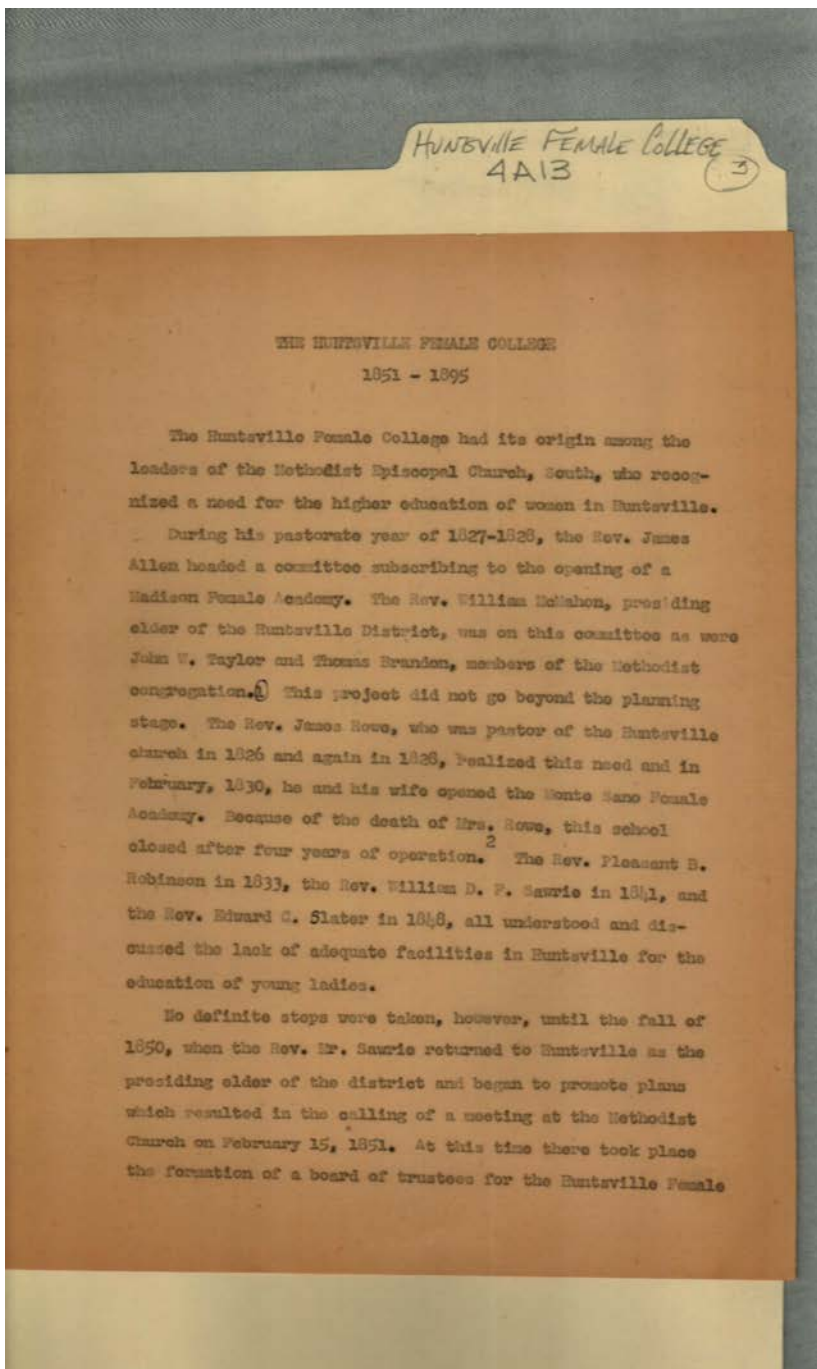 HUNSVILLE FEMALE COLLEGE
4A13
3
THE HUNTSVILLE FEMALE COLLEGE
1851 - 1895
The Huntsville Female College had its origin among the
leaders of the Methodist Episcopal Church, South, who recog-
nized a need for the higher education of women in Huntsville.
During his pastorate year of 1827-1828, the Rev. James
Allen headed a committee subscribing to the opening of a
Madison Female Academy. The Rev. William McMahon, presiding
elder of the Huntsville District, was on this committee as were
John W. Taylor and Thomas Brandon, members of the Methodist
congregation. 1 This project did not go beyond the planning
stage. The Rev. James Rowe, who was pastor of the Huntsville
church in 1826 and again in 1828, realized this need and in
February, 1830, he and his wife opened the Monte Sano Female
Academy. Because of the death of Mrs. Rowe, this school
closed after four years of operation. 2 The Rev. Pleasant B.
Robinson in 1833, the Rev. William D. F. Sawrie in 1841, and
the Rev. Edward C. Slater in 1848, all understood and dis-
cussed the lack of adequate facilities in Huntsville for the
education of young ladies.
No definite steps were taken, however, until the fall of
1850, when the Rev. Mr. Sawrie returned to Huntsville as the
presiding elder of the district and began to promote plans
which resulted in the calling of a meeting at the Methodist
Church on February 15, 1851. At this time there took place
the formation of a board of trustees for the Huntsville Female